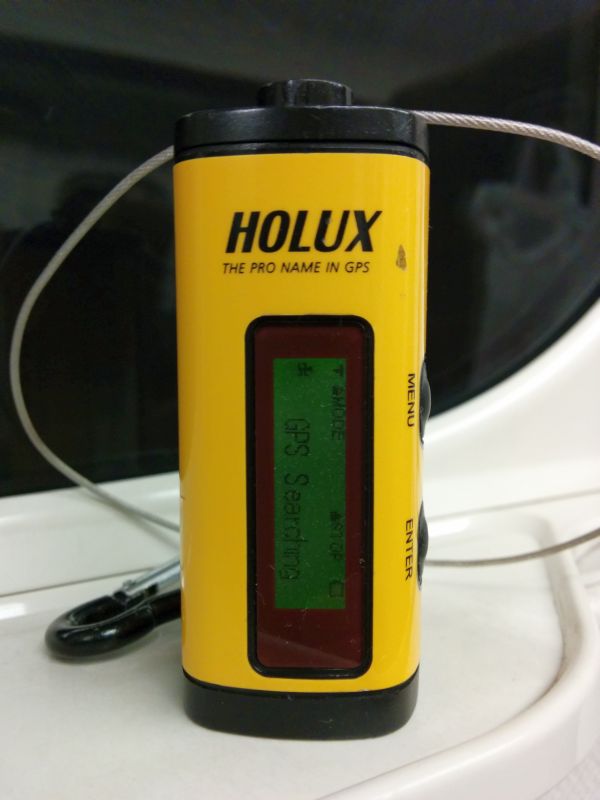 HOLUX
THE PRO NAME IN GPS
MODE STOP
GPS Searching
MENU
ENTER